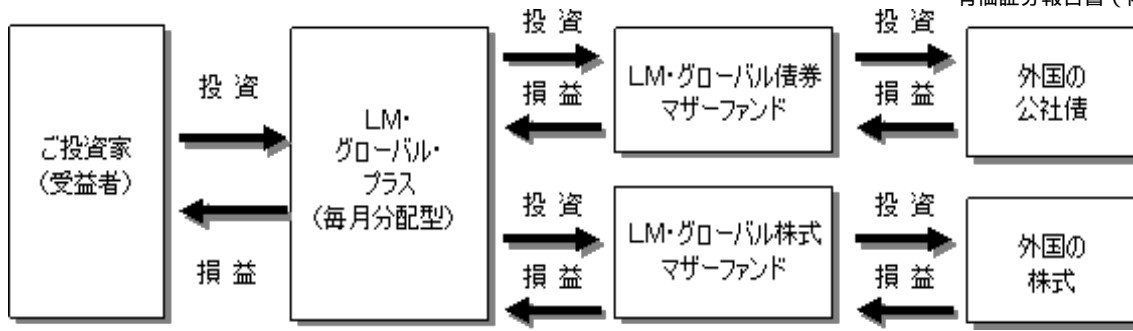 ご投資家
(受益者)
投 資
損 益
LM・
グローバル・
プラス
(毎月分配型)
投 資
損 益
LM・グローバル債券
マザーファンド
投 資
損 益
外国の
公社債
投 資
損 益
LM・グローバル株式
マザーファンド
投 資
損 益
外国の
株式